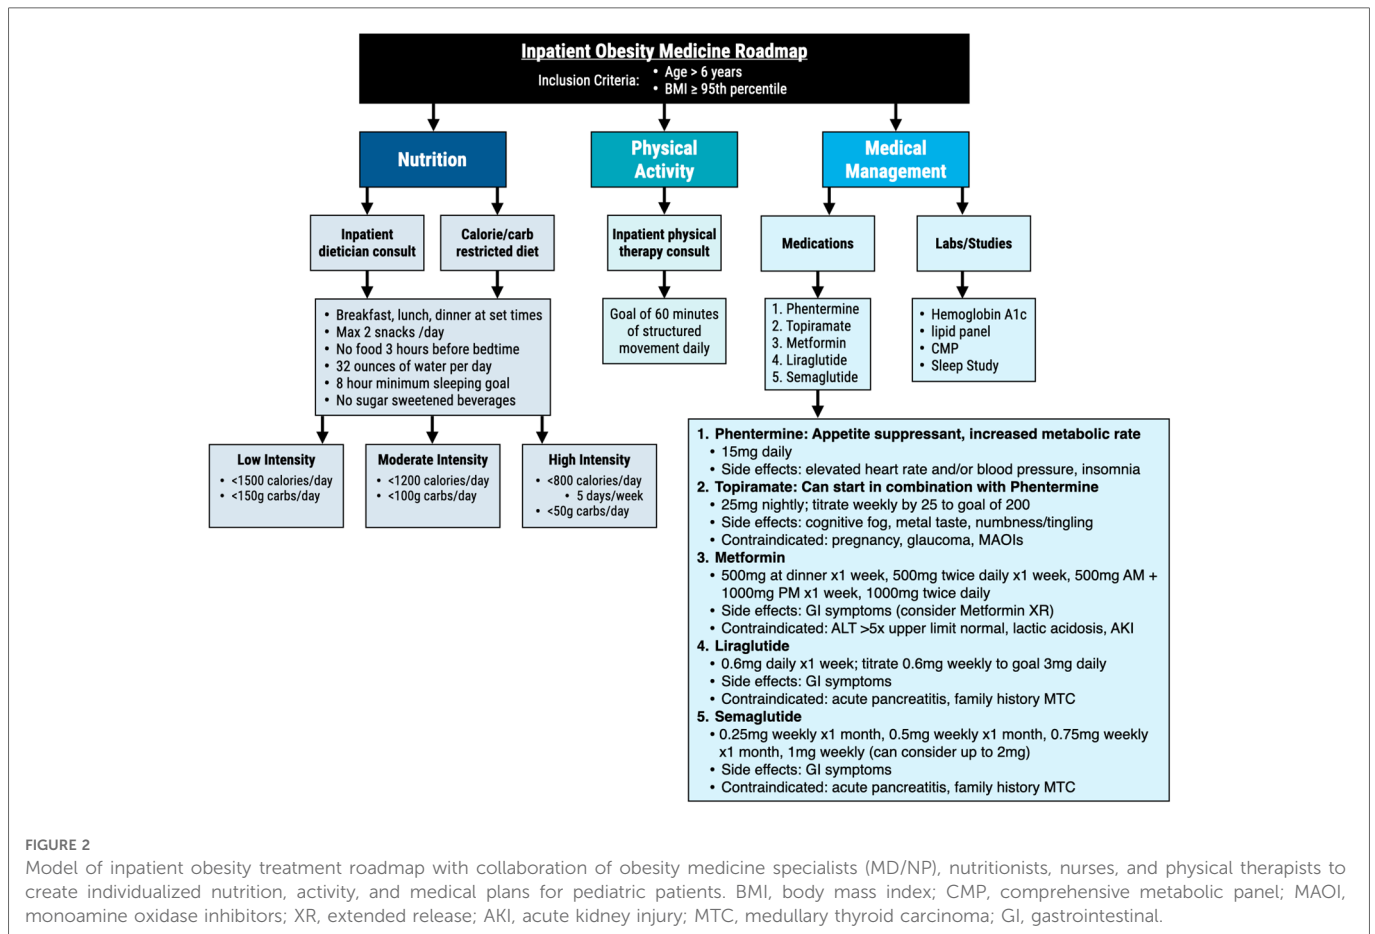 Inpatient Obesity Medicine Roadmap
Inclusion Criteria:
• Age > 6 years
• BMI ≥ 95th percentile
Nutrition
Physical
Activity
Medical
Management
Inpatient
dietician consult
Calorie/carb
restricted diet
Inpatient physical
therapy consult
Medications
Labs/Studies
• Breakfast, lunch, dinner at set times
• Max 2 snacks /day
• No food 3 hours before bedtime
• 32 ounces of water per day
• 8 hour minimum sleeping goal
• No sugar sweetened beverages
Goal of 60 minutes
of structured
movement daily
1. Phentermine
2. Topiramate
3. Metformin
4. Liraglutide
5. Semaglutide
• Hemoglobin A1c
• lipid panel
• CMP
• Sleep Study
Low Intensity
• <1500 calories/day
• <150g carbs/day
Moderate Intensity
• <1200 calories/day
• <100g carbs/day
High Intensity
• <800 calories/day
• 5 days/week
• <50g carbs/day
1. Phentermine: Appetite suppressant, increased metabolic rate
• 15mg daily
• Side effects: elevated heart rate and/or blood pressure, insomnia
2. Topiramate: Can start in combination with Phentermine
• 25mg nightly; titrate weekly by 25 to goal of 200
• Side effects: cognitive fog, metal taste, numbness/tingling
• Contraindicated: pregnancy, glaucoma, MAOIs
3. Metformin
• 500mg at dinner x1 week, 500mg twice daily x1 week, 500mg AM +
1000mg PM x1 week, 1000mg twice daily
• Side effects: GI symptoms (consider Metformin XR)
• Contraindicated: ALT >5x upper limit normal, lactic acidosis, AKI
4. Liraglutide
• 0.6mg daily x1 week; titrate 0.6mg weekly to goal 3mg daily
• Side effects: GI symptoms
• Contraindicated: acute pancreatitis, family history MTC
5. Semaglutide
• 0.25mg weekly x1 month, 0.5mg weekly x1 month, 0.75mg weekly
x1 month, 1mg weekly (can consider up to 2mg)
• Side effects: GI symptoms
• Contraindicated: acute pancreatitis, family history MTC
FIGURE 2
Model of inpatient obesity treatment roadmap with collaboration of obesity medicine specialists (MD/NP), nutritionists, nurses, and physical therapists to
create individualized nutrition, activity, and medical plans for pediatric patients. BMI, body mass index; CMP, comprehensive metabolic panel; MAOI,
monoamine oxidase inhibitors; XR, extended release; AKI, acute kidney injury; MTC, medullary thyroid carcinoma; GI, gastrointestinal.